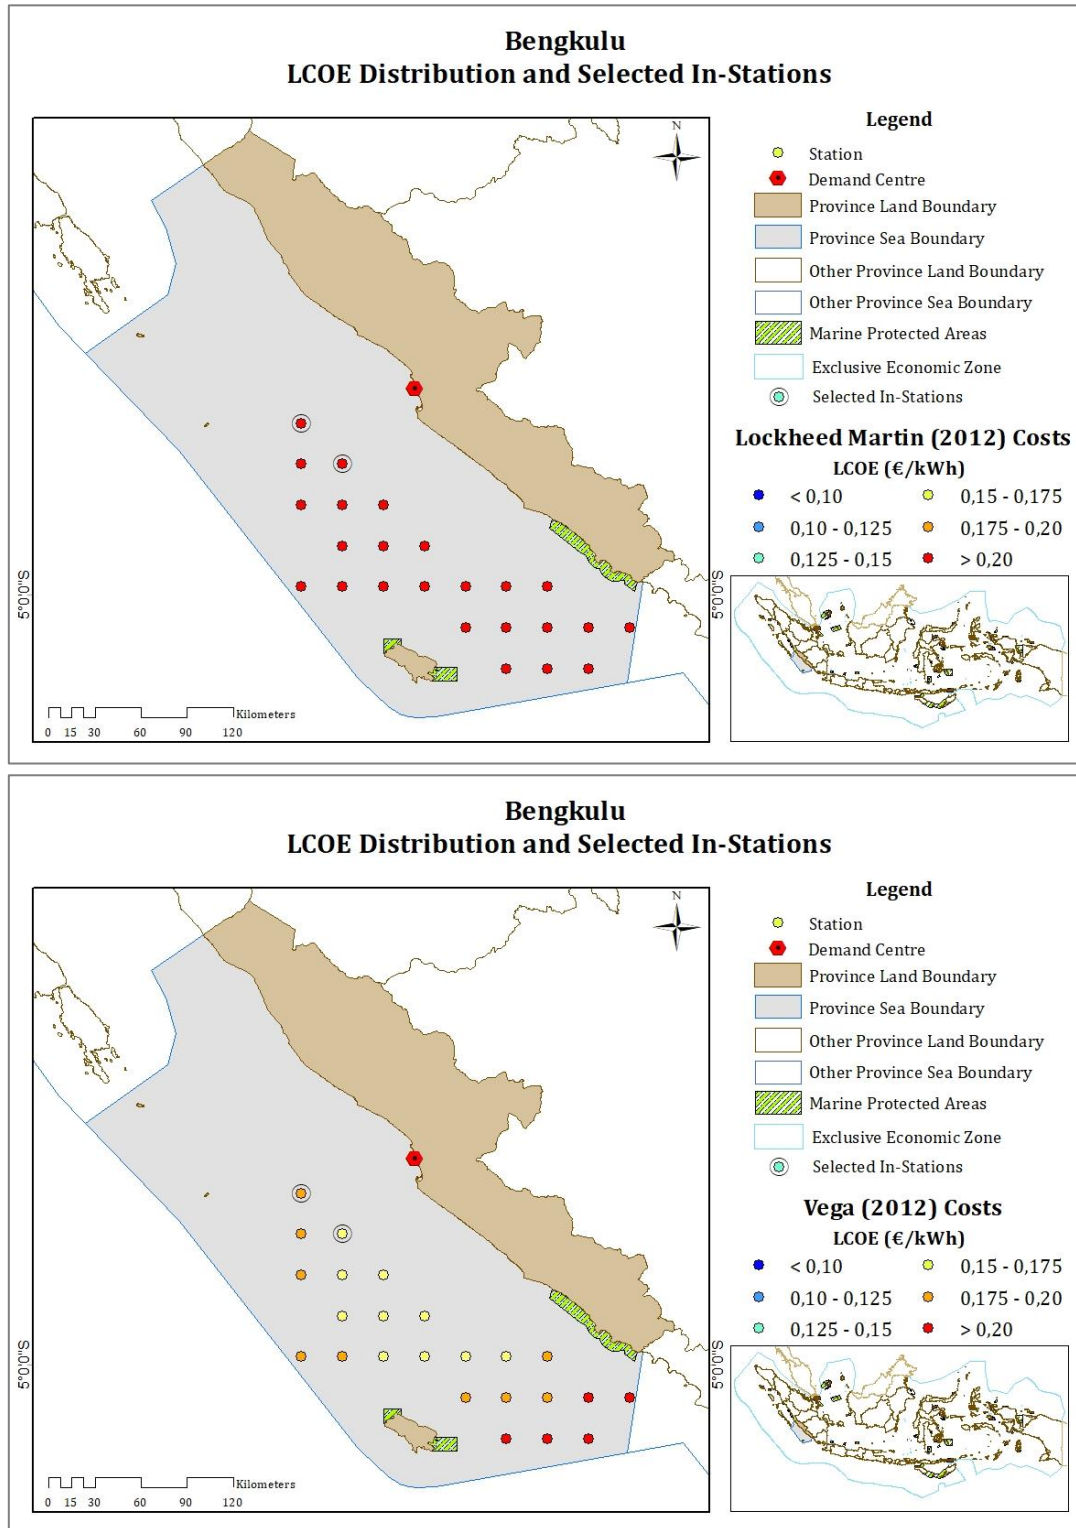 Bengkulu
LCOE Distribution and Selected In-Stations
N
5°0'0"S
5°0'0"S
Kilometers
0 15 30 60 90 120
Legend
Station
Demand Centre
Province Land Boundary
Province Sea Boundary
Other Province Land Boundary
Other Province Sea Boundary
Marine Protected Areas
Exclusive Economic Zone
Selected In-Stations
Lockheed Martin (2012) Costs
LCOE (€/kWh)
< 0,10 0,15 - 0,175
0,10 - 0,125 0,175 - 0,20
0,125 - 0,15 > 0,20
Bengkulu
LCOE Distribution and Selected In-Stations
N
5°0'0"S
5°0'0"S
Kilometers
0 15 30 60 90 120
Legend
Station
Demand Centre
Province Land Boundary
Province Sea Boundary
Other Province Land Boundary
Other Province Sea Boundary
Marine Protected Areas
Exclusive Economic Zone
Selected In-Stations
Vega (2012) Costs
LCOE (€/kWh)
< 0,10 0,15 - 0,175
0,10 - 0,125 0,175 - 0,20
0,125 - 0,15 > 0,20